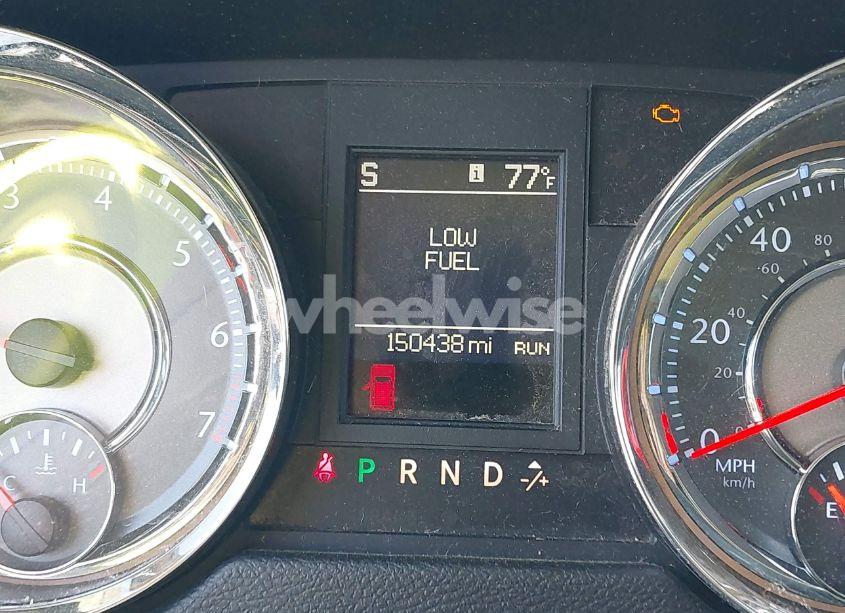 S i 77°F
LOW
FUEL
wheelwise
150438 mi RUN
P R N D -/+
3 4 5 6 7
C H
0 20 40
20 40 60 80
MPH
km/h
E